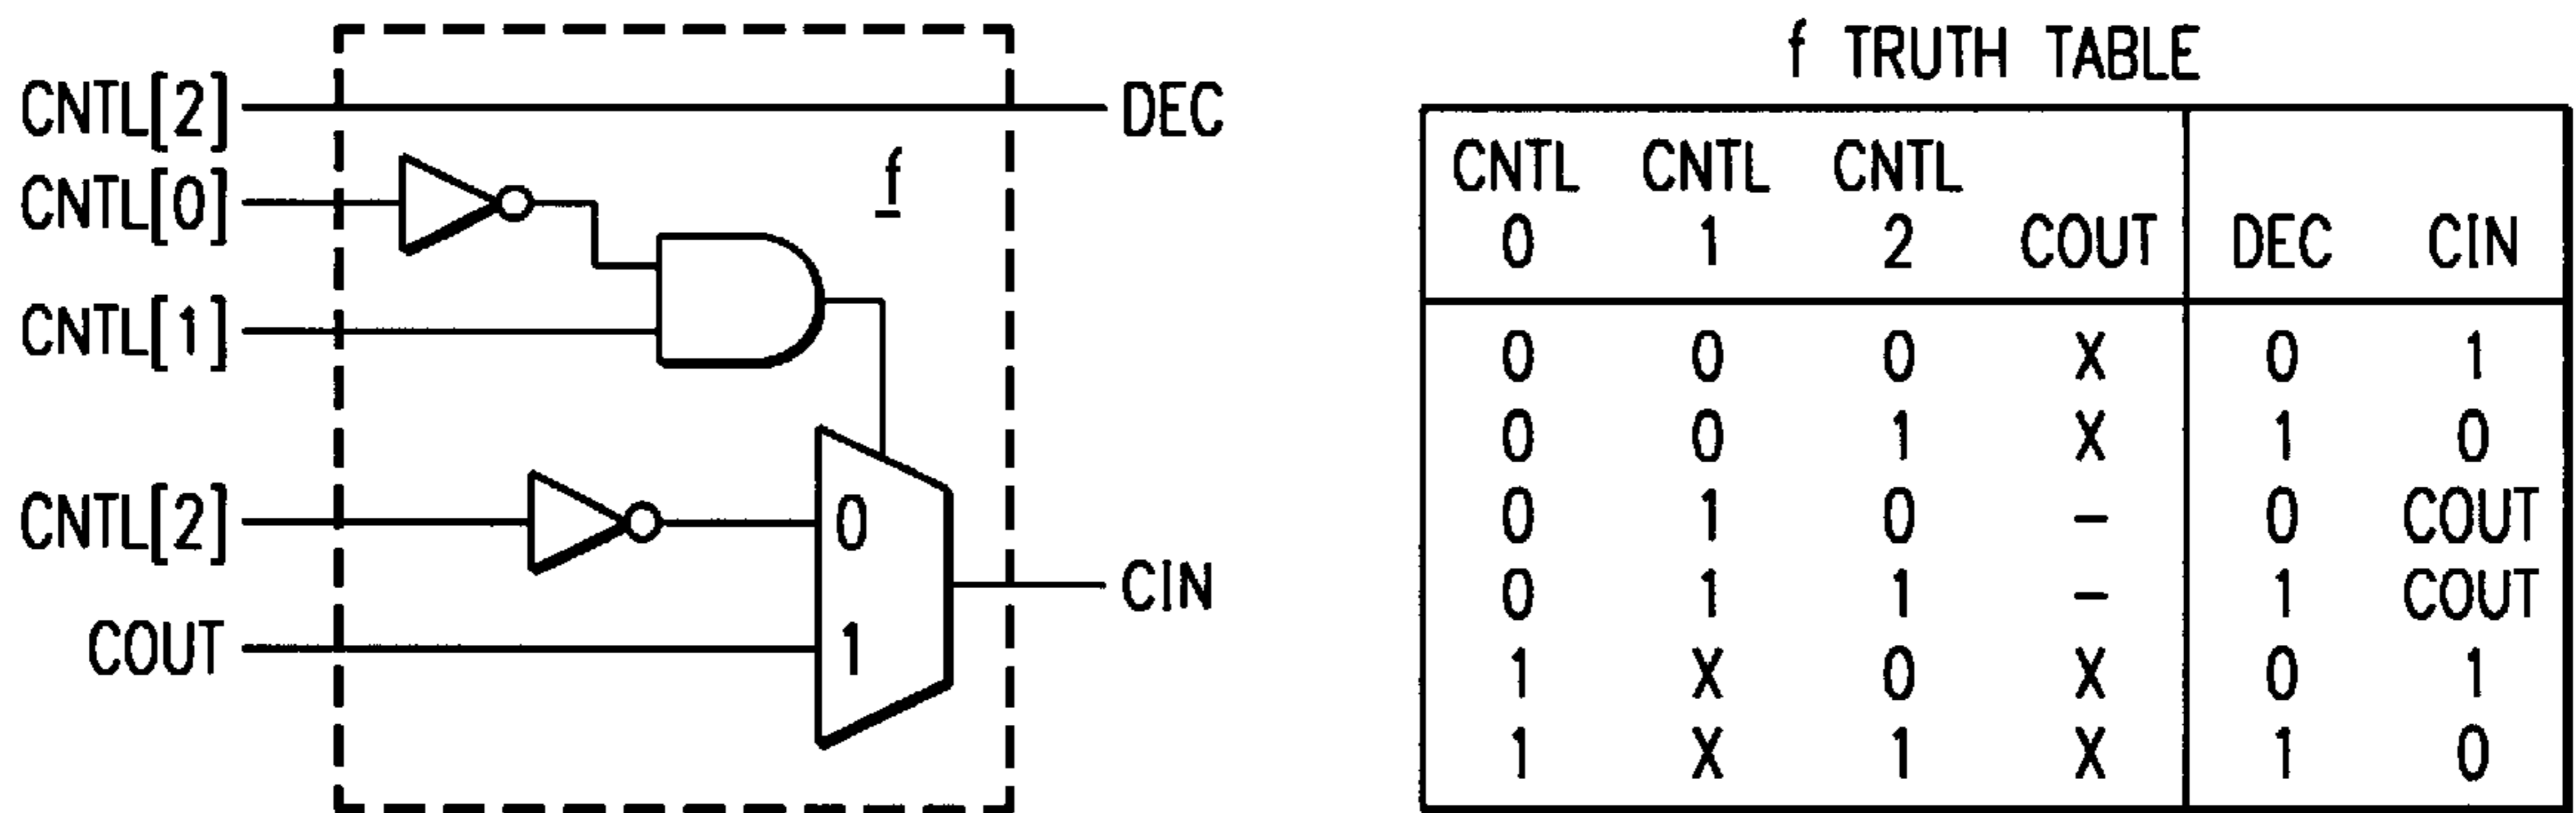 CNTL[2]
DEC
CNTL[0]
f
CNTL[1]
CNTL[2]
0
CIN
COUT
1
f TRUTH TABLE
CNTL CNTL CNTL
0 1 2 COUT DEC CIN
0 0 0 X 0 1
0 0 1 X 1 0
0 1 0 - 0 COUT
0 1 1 - 1 COUT
1 X 0 X 0 1
1 X 1 X 1 0